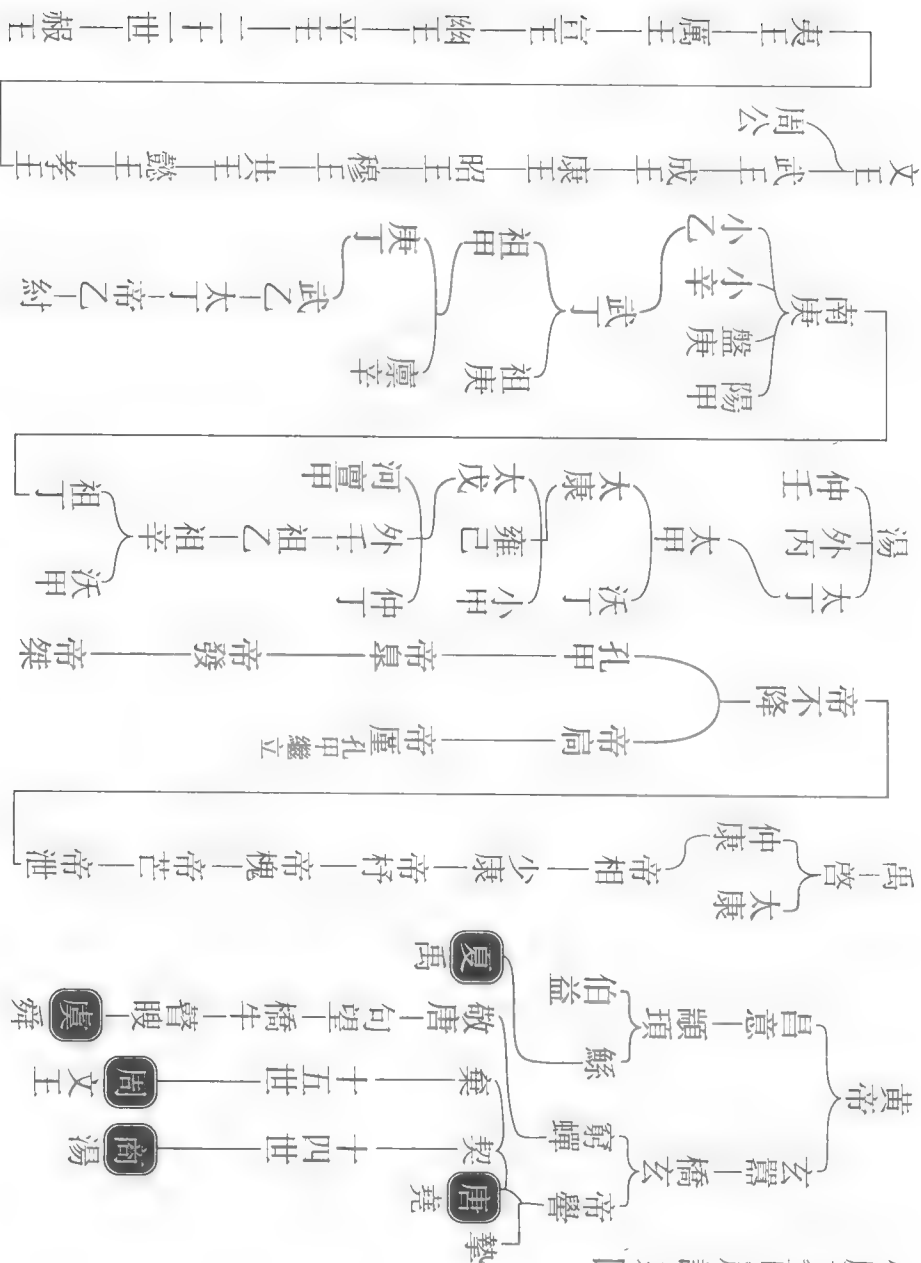 黄帝
昌意
顓頊
伯益
鯀
夏
禹
玄囂
橋玄
窮蟬
敬唐
句望
橋牛
瞽瞍
虞
舜
帝嚳
棄
十五世
周
文王
契
十四世
商
湯
唐
堯
摯
禹
啓
太康
仲康
帝相
少康
帝杼
帝槐
帝芒
帝泄
帝不降
帝扃
帝廑
孔甲繼立
孔甲
帝皐
帝發
帝桀
湯
太丁
外内
仲壬
太甲
沃丁
太康
小甲
雍己
太戊
仲丁
外壬
河亶甲
祖乙
祖辛
沃甲
祖丁
南庚
陽甲
盤庚
小辛
小乙
武丁
祖庚
祖甲
廩辛
庚丁
武乙
太丁
帝乙
紂
文王
周公
武王
成王
康王
昭王
穆王
共王
懿王
孝王
夷王
厲王
宣王
幽王
平王
二十二世
赧王